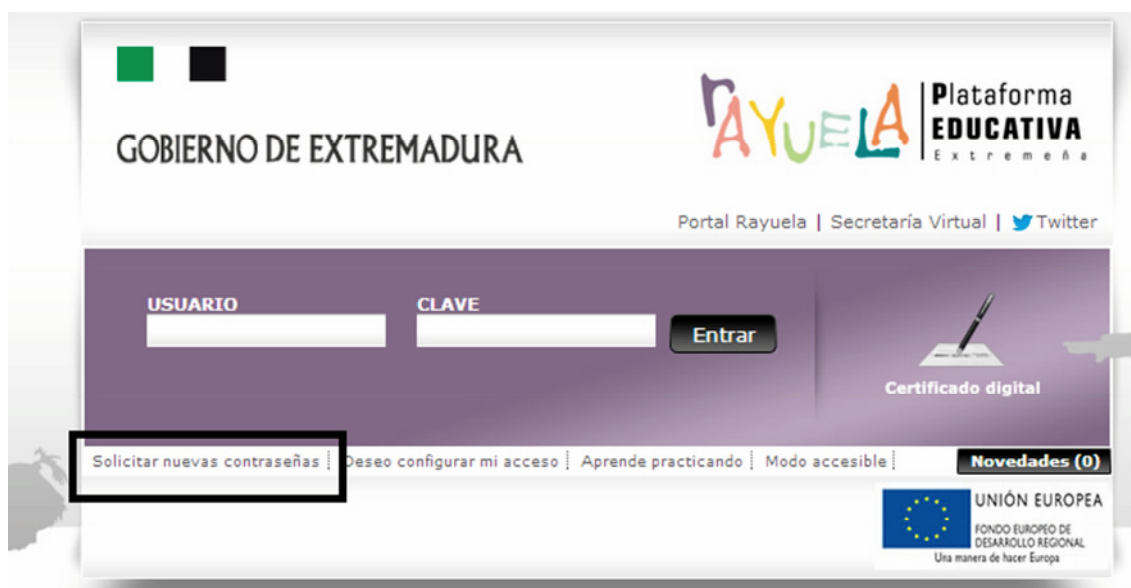 GOBIERNO DE EXTREMADURA
RAYUELA
Plataforma
EDUCATIVA
Extremeña
Portal Rayuela | Secretaría Virtual | Twitter
USUARIO
CLAVE
Entrar
Certificado digital
Solicitar nuevas contraseñas
Deseo configurar mi acceso
Aprende practicando
Modo accesible
Novedades (0)
UNIÓN EUROPEA
FONDO EUROPEO DE
DESARROLLO REGIONAL
Una manera de hacer Europa